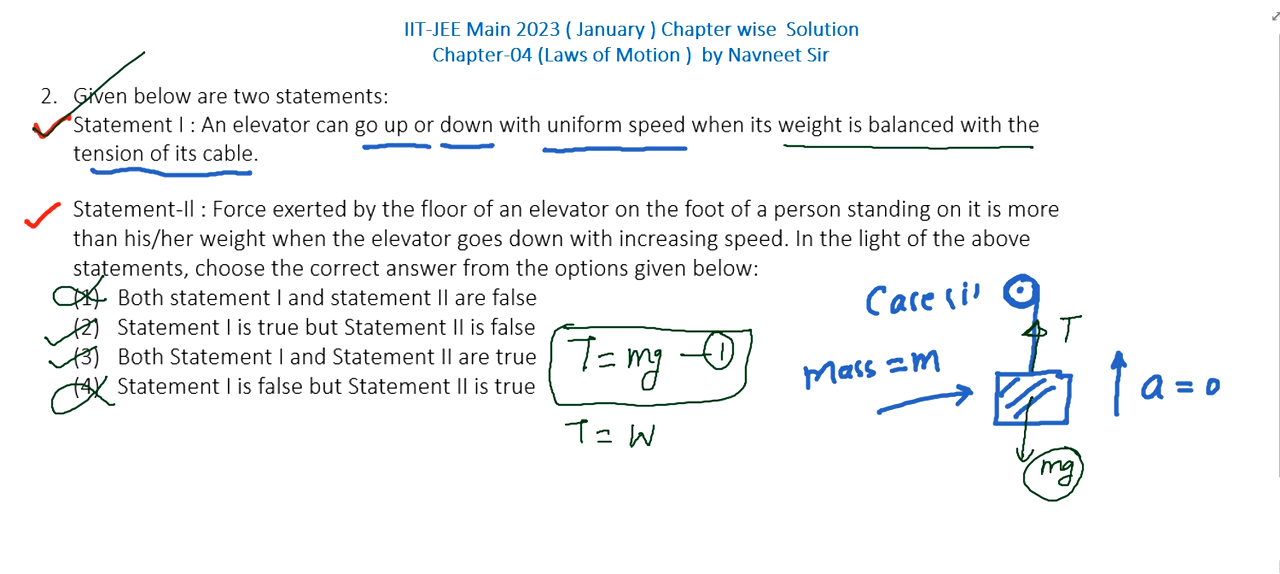 IIT-JEE Main 2023 ( January ) Chapter wise Solution
Chapter-04 (Laws of Motion ) by Navneet Sir
2. Given below are two statements:
Statement I : An elevator can go up or down with uniform speed when its weight is balanced with the
tension of its cable.
Statement-II : Force exerted by the floor of an elevator on the foot of a person standing on it is more
than his/her weight when the elevator goes down with increasing speed. In the light of the above
statements, choose the correct answer from the options given below:
(1) Both statement I and statement II are false
(2) Statement I is true but Statement II is false
(3) Both Statement I and Statement II are true
(4) Statement I is false but Statement II is true
T = mg —①
T = W
Case (i)
Mass = m
T
a = 0
mg